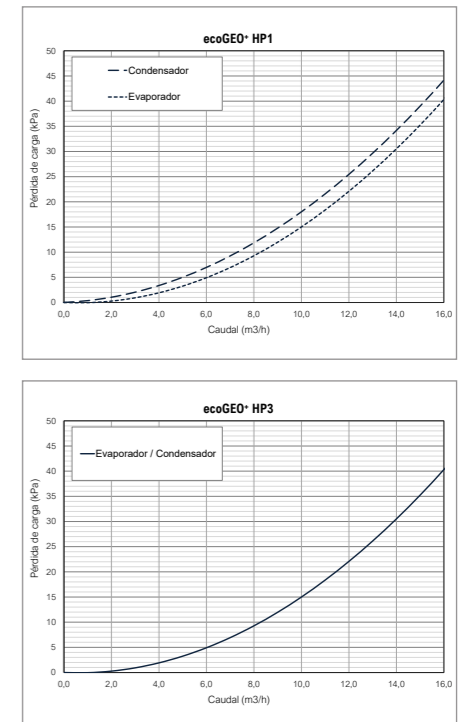 ecoGEO+ HP1
50
45
40
35
30
25
20
15
10
5
0
Pérdida de carga (kPa)
Condensador
Evaporador
0,0 2,0 4,0 6,0 8,0 10,0 12,0 14,0 16,0
Caudal (m3/h)
ecoGEO+ HP3
50
45
40
35
30
25
20
15
10
5
0
Pérdida de carga (kPa)
Evaporador / Condensador
0,0 2,0 4,0 6,0 8,0 10,0 12,0 14,0 16,0
Caudal (m3/h)